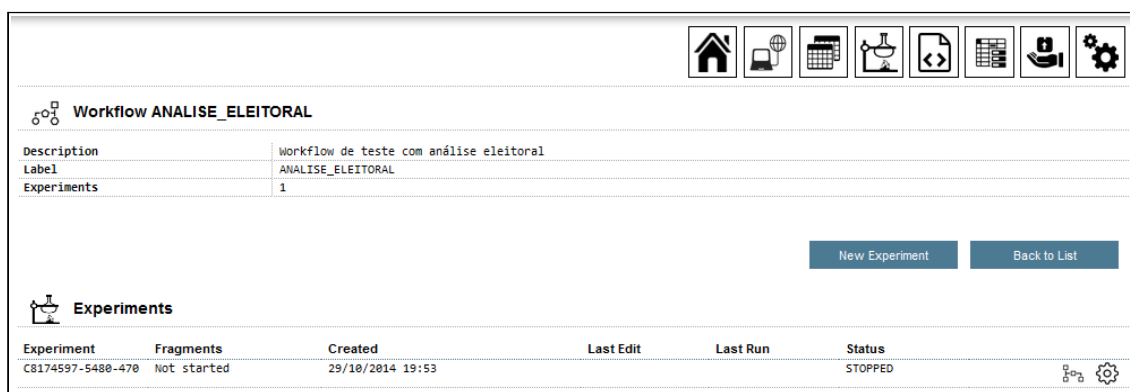 Workflow ANALISE_ELEITORAL
Description Workflow de teste com análise eleitoral
Label ANALISE_ELEITORAL
Experiments 1
New Experiment Back to List
Experiments
Experiment Fragments Created Last Edit Last Run Status
C8174597-5480-470 Not started 29/10/2014 19:53 STOPPED